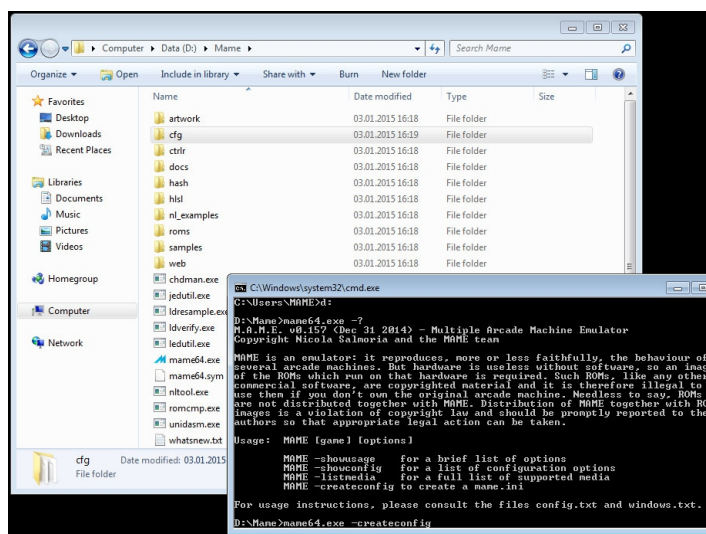 Computer ▸ Data (D:) ▸ Mame ▸
Search Mame
Organize Open Include in library Share with Burn New folder
Name Date modified Type Size
Favorites
Desktop
Downloads
Recent Places
Libraries
Documents
Music
Pictures
Videos
Homegroup
Computer
Network
artwork 03.01.2015 16:18 File folder
cfg 03.01.2015 16:19 File folder
ctrlr 03.01.2015 16:18 File folder
docs 03.01.2015 16:18 File folder
hash 03.01.2015 16:18 File folder
hlsl 03.01.2015 16:18 File folder
nl_examples 03.01.2015 16:18 File folder
roms 03.01.2015 16:18 File folder
samples 03.01.2015 16:18 File folder
web 03.01.2015 16:18 File folder
chdman.exe
jedutil.exe
ldresample.exe
ldverify.exe
ledutil.exe
mame64.exe
mame64.sym
nltool.exe
romcmp.exe
unidasm.exe
whatsnew.txt
cfg Date modified: 03.01.2015
File folder
C:\Windows\system32\cmd.exe
C:\Users\MAME>d:
D:\Mame>mame64.exe -?
M.A.M.E. v0.157 (Dec 31 2014) - Multiple Arcade Machine Emulator
Copyright Nicola Salmoria and the MAME team
MAME is an emulator: it reproduces, more or less faithfully, the behaviour of
several arcade machines. But hardware is useless without software, so an imag
of the ROMs which run on that hardware is required. Such ROMs, like any other
commercial software, are copyrighted material and it is therefore illegal to
use them if you don't own the original arcade machine. Needless to say, ROMs
are not distributed together with MAME. Distribution of MAME together with RO
images is a violation of copyright law and should be promptly reported to the
authors so that appropriate legal action can be taken.
Usage: MAME [game] [options]
MAME -showusage for a brief list of options
MAME -showconfig for a list of configuration options
MAME -listmedia for a full list of supported media
MAME -createconfig to create a mame.ini
For usage instructions, please consult the files config.txt and windows.txt.
D:\Mame>mame64.exe -createconfig